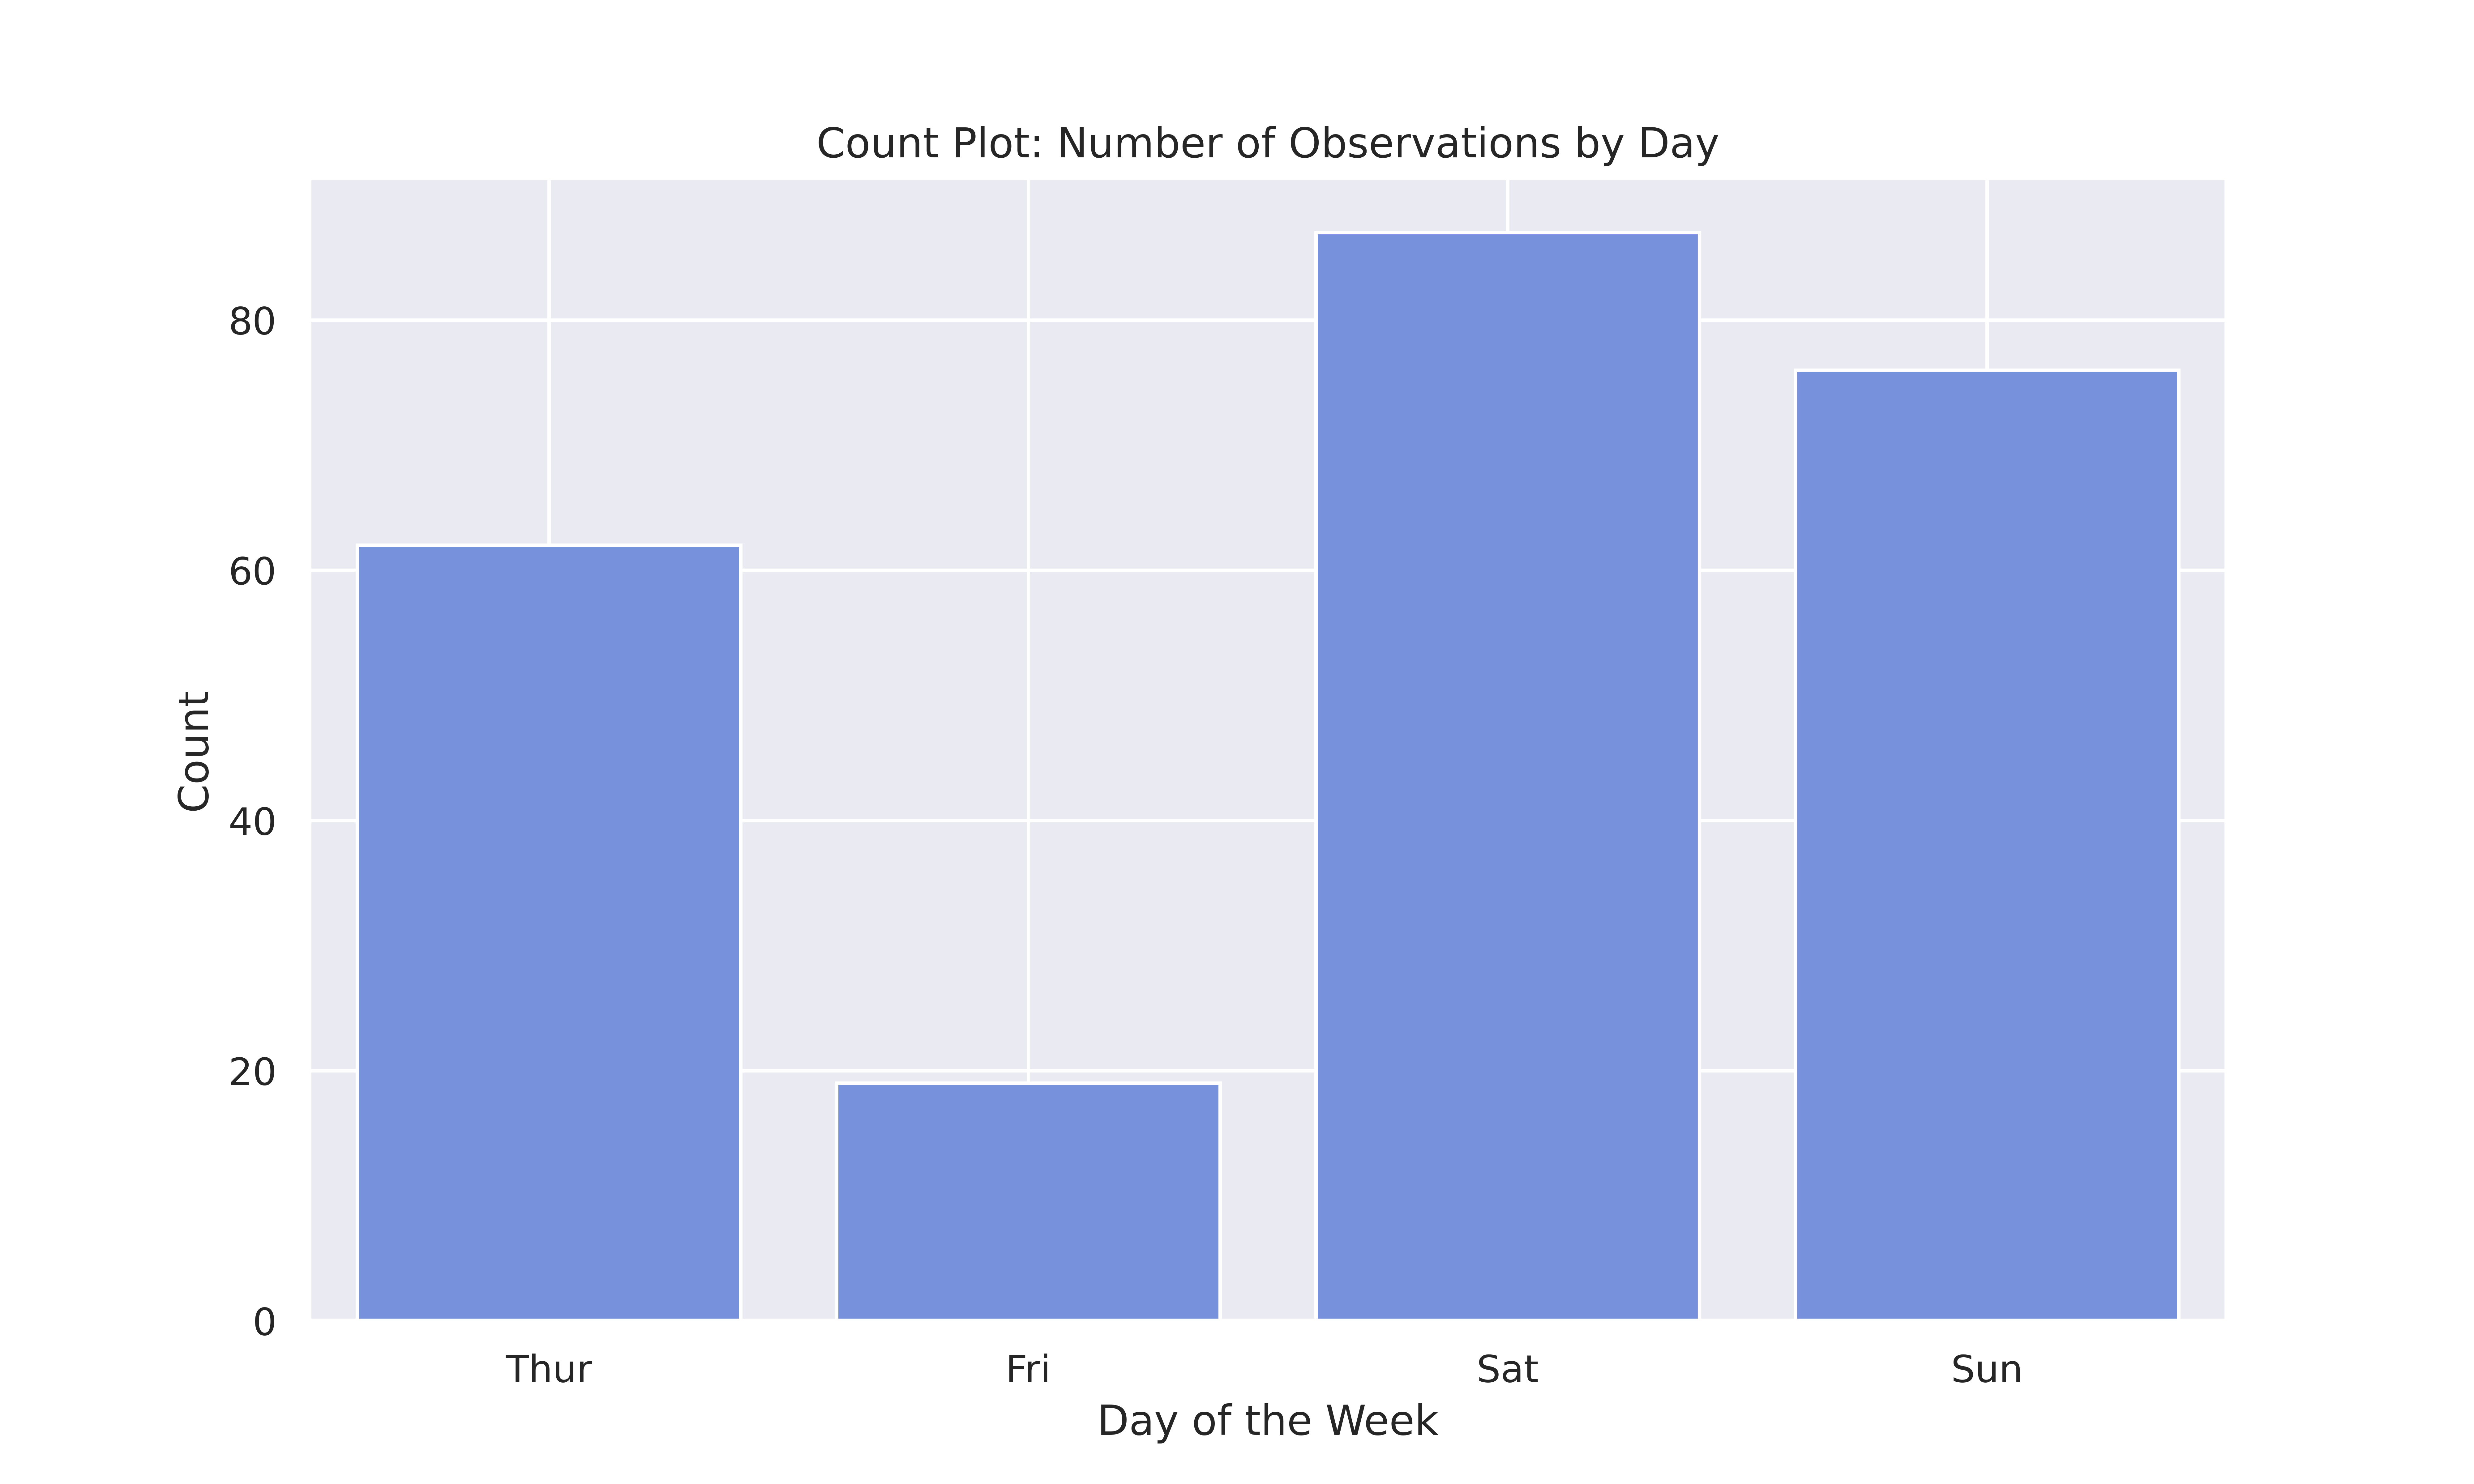 Count Plot: Number of Observations by Day
Count
80
60
40
20
0
Thur Fri Sat Sun
Day of the Week